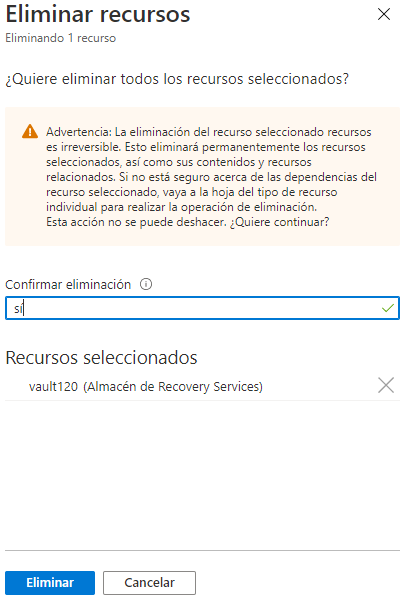 Eliminar recursos
Eliminando 1 recurso
¿Quiere eliminar todos los recursos seleccionados?
Advertencia: La eliminación del recurso seleccionado recursos
es irreversible. Esto eliminará permanentemente los recursos
seleccionados, así como sus contenidos y recursos
relacionados. Si no está seguro acerca de las dependencias del
recurso seleccionado, vaya a la hoja del tipo de recurso
individual para realizar la operación de eliminación.
Esta acción no se puede deshacer. ¿Quiere continuar?
Confirmar eliminación
sí
Recursos seleccionados
vault120 (Almacén de Recovery Services)
Eliminar Cancelar